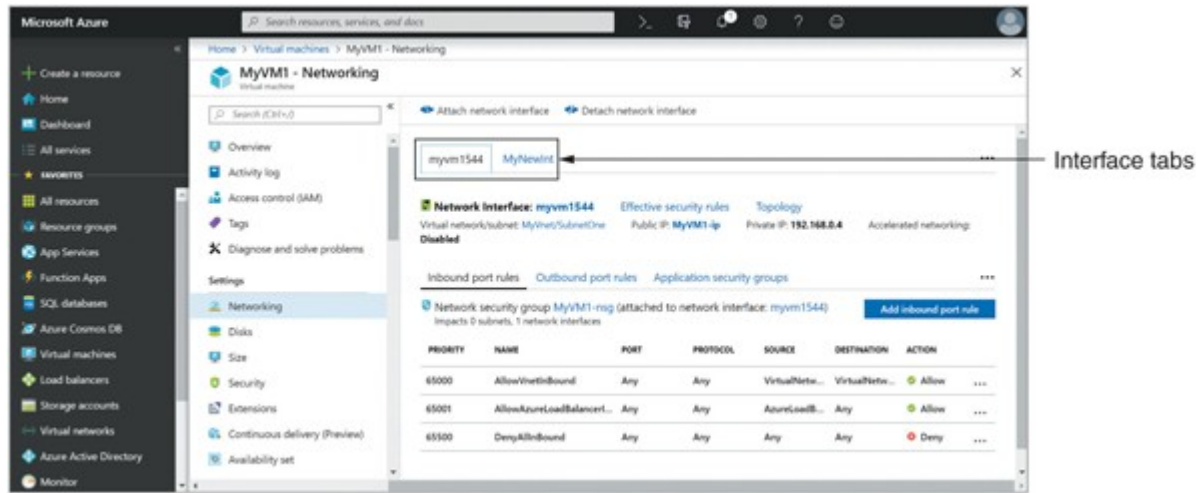 Microsoft Azure
Search resources, services, and docs
1
Home > Virtual machines > MyVM1 - Networking
Create a resource
Home
Dashboard
All services
FAVORITES
All resources
Resource groups
App Services
Function Apps
SQL databases
Azure Cosmos DB
Virtual machines
Load balancers
Storage accounts
Virtual networks
Azure Active Directory
Monitor
MyVM1 - Networking
Virtual machine
Search (Ctrl+/)
Overview
Activity log
Access control (IAM)
Tags
Diagnose and solve problems
Settings
Networking
Disks
Size
Security
Extensions
Continuous delivery (Preview)
Availability set
Attach network interface Detach network interface
myvm1544 MyNewInt
Interface tabs
Network Interface: myvm1544 Effective security rules Topology
Virtual network/subnet: MyVnet/SubnetOne Public IP: MyVM1-ip Private IP: 192.168.0.4 Accelerated networking:
Disabled
Inbound port rules Outbound port rules Application security groups
Network security group MyVM1-nsg (attached to network interface: myvm1544)
Impacts 0 subnets, 1 network interfaces
Add inbound port rule
PRIORITY NAME PORT PROTOCOL SOURCE DESTINATION ACTION
65000 AllowVnetInBound Any Any VirtualNetw... VirtualNetw... Allow ...
65001 AllowAzureLoadBalancerI... Any Any AzureLoadB... Any Allow ...
65500 DenyAllInBound Any Any Any Any Deny ...